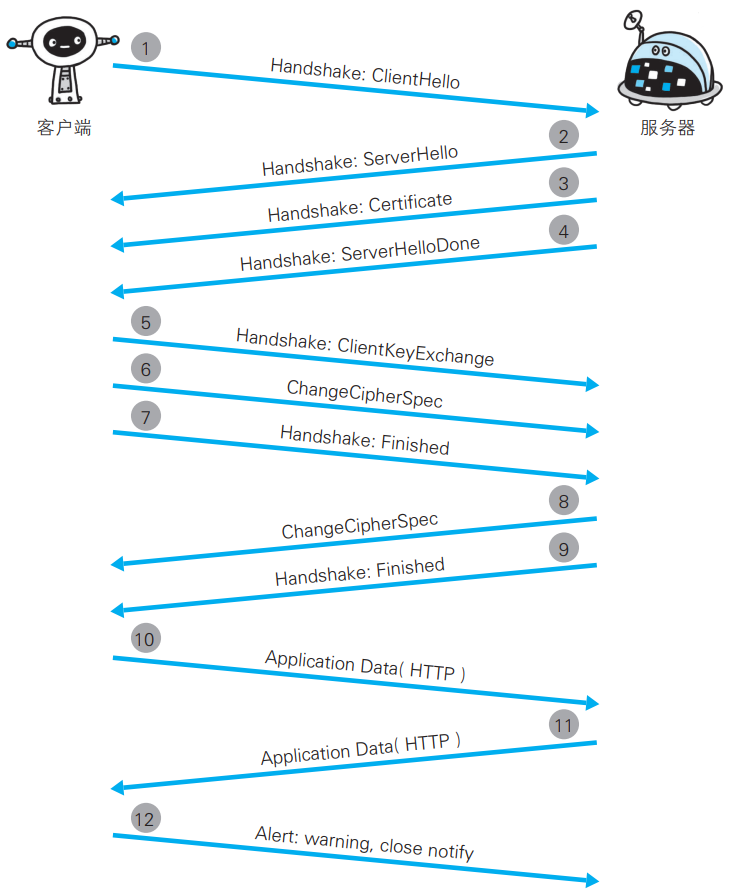 1
Handshake: ClientHello
客户端
服务器
2
Handshake: ServerHello
3
Handshake: Certificate
4
Handshake: ServerHelloDone
5
Handshake: ClientKeyExchange
6
ChangeCipherSpec
7
Handshake: Finished
8
ChangeCipherSpec
9
Handshake: Finished
10
Application Data( HTTP )
11
Application Data( HTTP )
12
Alert: warning, close notify